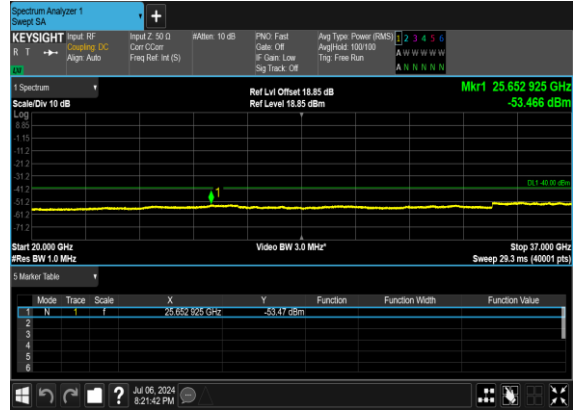 Spectrum Analyzer 1
Swept SA
+
KEYSIGHT Input: RF Input Z: 50 Ω #Atten: 10 dB PNO: Fast Avg Type: Power (RMS) 1 2 3 4 5 6
R T Coupling: DC Corr CCorr Gate: Off Avg|Hold: 100/100 A W W W W W
Align: Auto Freq Ref: Int (S) IF Gain: Low Trig: Free Run
LW Sig Track: Off A N N N N N
1 Spectrum Ref Lvl Offset 18.85 dB Mkr1 25.652 925 GHz
Scale/Div 10 dB Ref Level 18.85 dBm -53.466 dBm
Log
8.85
-1.15
-11.2
-21.2
-31.2
DL1 -40.00 dBm
-41.2
1
-51.2
-61.2
-71.2
Start 20.000 GHz Video BW 3.0 MHz* Stop 37.000 GHz
#Res BW 1.0 MHz Sweep 29.3 ms (40001 pts)
5 Marker Table
Mode Trace Scale X Y Function Function Width Function Value
1 N 1 f 25.652 925 GHz -53.47 dBm
2
3
4
5
6
? Jul 06, 2024
8:21:42 PM